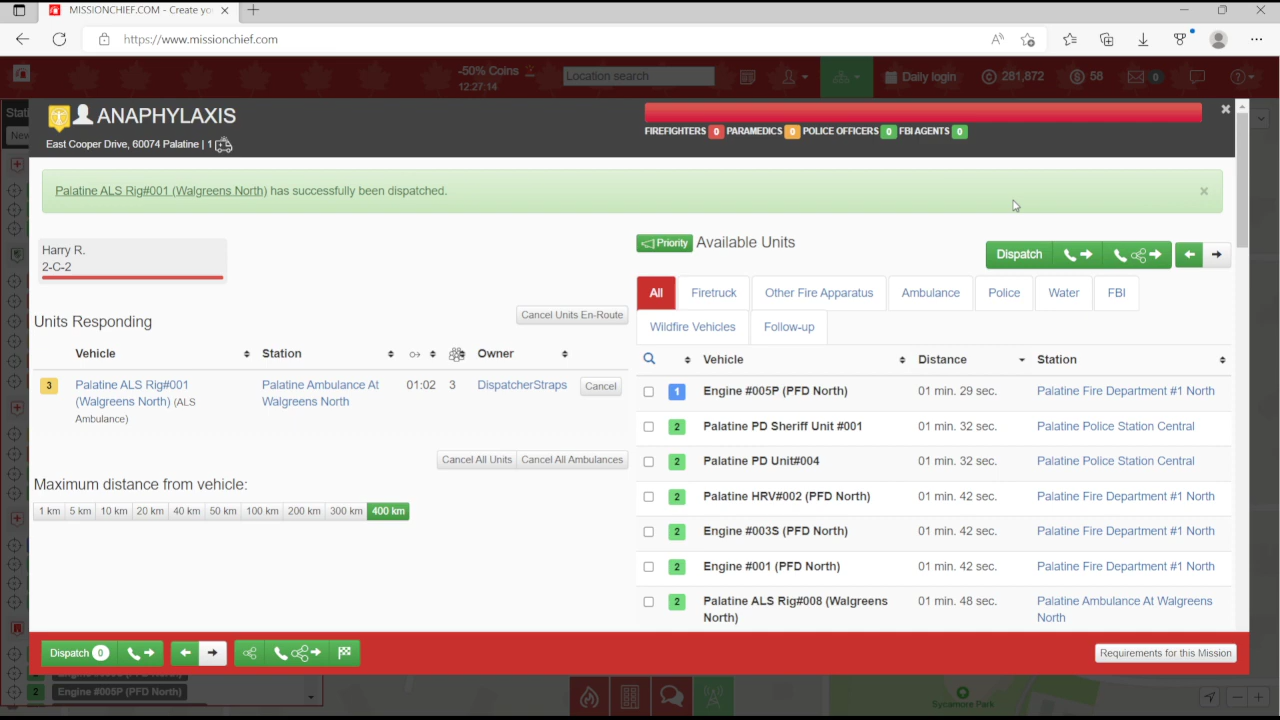 MISSIONCHIEF.COM - Create yo
https://www.missionchief.com
-50% Coins
12:27:14
Location search
Daily login
281,872
58
0
ANAPHYLAXIS
East Cooper Drive, 60074 Palatine | 1
FIREFIGHTERS 0 PARAMEDICS 0 POLICE OFFICERS 0 FBI AGENTS 0
Palatine ALS Rig#001 (Walgreens North) has successfully been dispatched.
Harry R.
2-C-2
Units Responding
Cancel Units En-Route
Vehicle Station Owner
3 Palatine ALS Rig#001 (Walgreens North) (ALS Ambulance) Palatine Ambulance At Walgreens North 01:02 3 DispatcherStraps Cancel
Cancel All Units Cancel All Ambulances
Maximum distance from vehicle:
1 km 5 km 10 km 20 km 40 km 50 km 100 km 200 km 300 km 400 km
Priority Available Units
Dispatch
All Firetruck Other Fire Apparatus Ambulance Police Water FBI
Wildfire Vehicles Follow-up
Vehicle Distance Station
1 Engine #005P (PFD North) 01 min. 29 sec. Palatine Fire Department #1 North
2 Palatine PD Sheriff Unit #001 01 min. 32 sec. Palatine Police Station Central
2 Palatine PD Unit#004 01 min. 32 sec. Palatine Police Station Central
2 Palatine HRV#002 (PFD North) 01 min. 42 sec. Palatine Fire Department #1 North
2 Engine #003S (PFD North) 01 min. 42 sec. Palatine Fire Department #1 North
2 Engine #001 (PFD North) 01 min. 42 sec. Palatine Fire Department #1 North
2 Palatine ALS Rig#008 (Walgreens North) 01 min. 48 sec. Palatine Ambulance At Walgreens North
Dispatch 0
Requirements for this Mission
2 Engine #005P (PFD North)
Sycamore Park